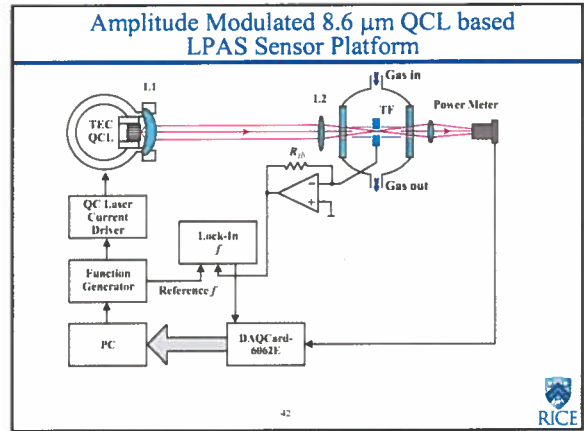 Amplitude Modulated 8.6 µm QCL based
LPAS Sensor Platform
L1
Gas in
L2
TF
Power Meter
TEC
QCL
Gas out
QC Laser
Current
Driver
Lock-In
f
Function
Generator
Reference f
PC
DAQCard-
6062E
42
RICE